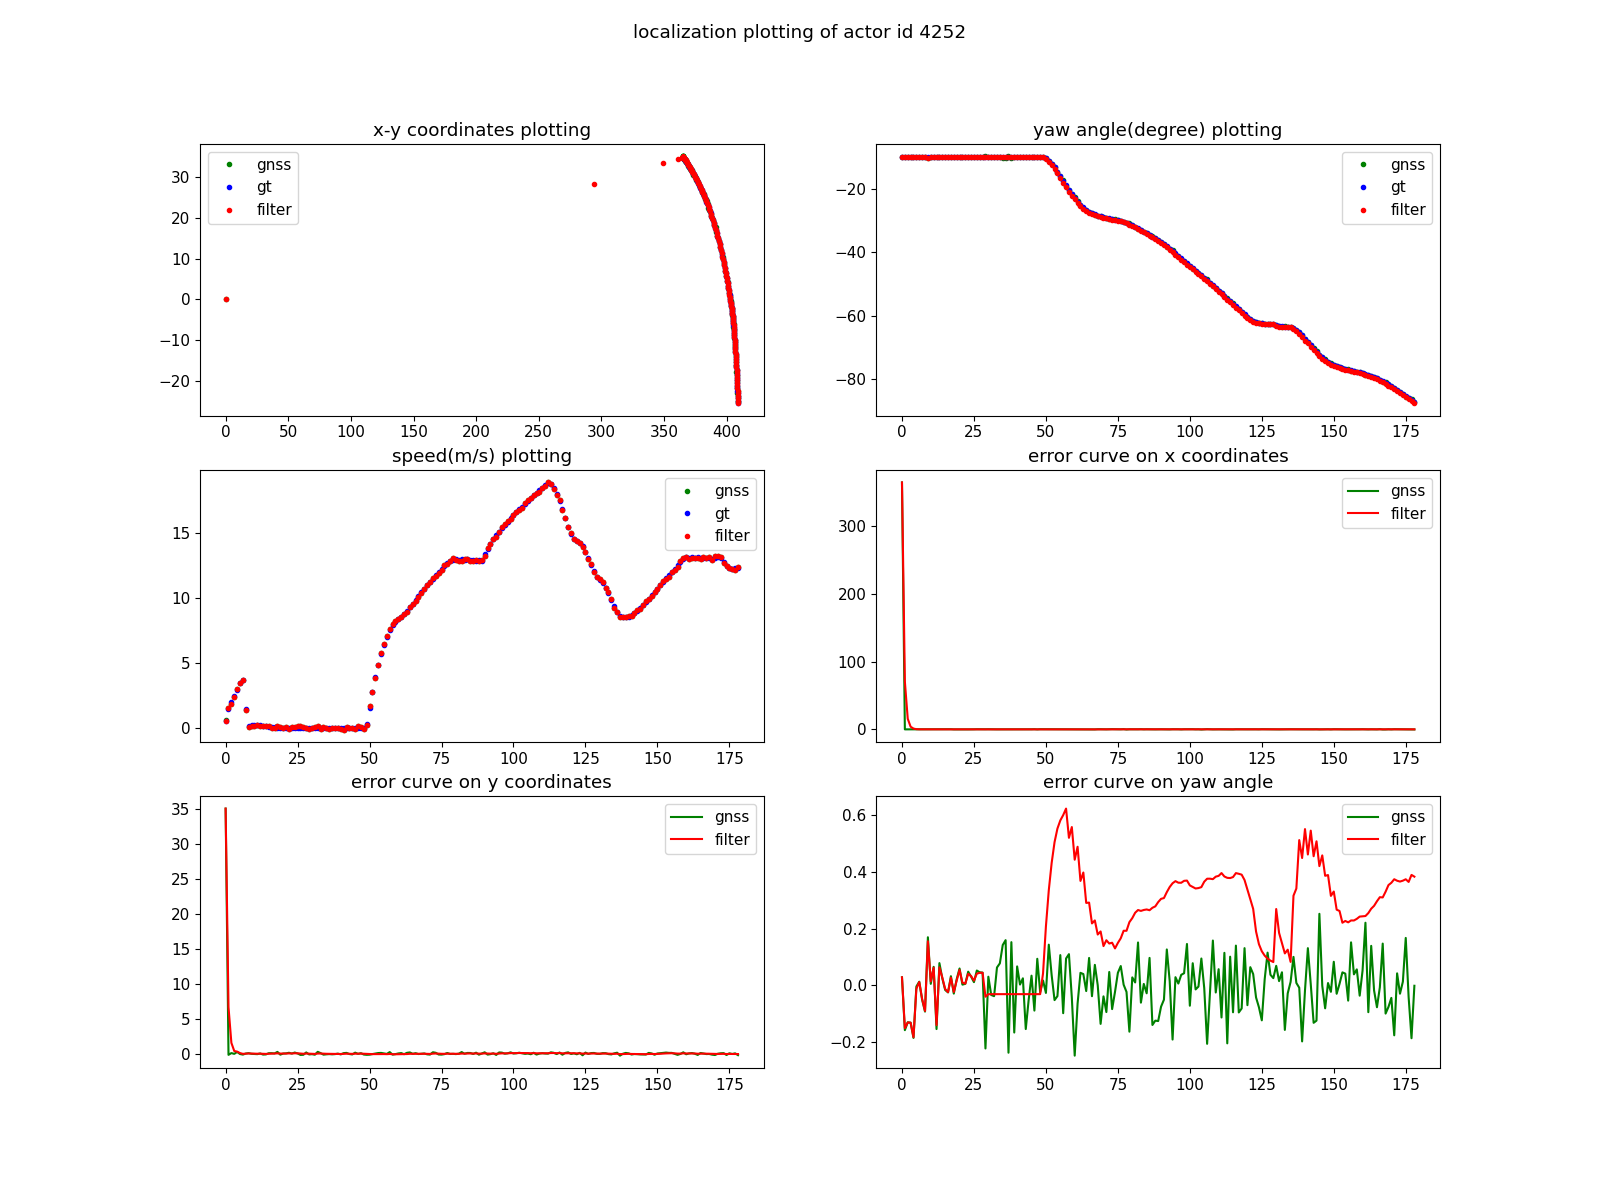 localization plotting of actor id 4252
x-y coordinates plotting
gnss
gt
filter
30
20
10
0
−10
−20
0 50 100 150 200 250 300 350 400
yaw angle(degree) plotting
gnss
gt
filter
−20
−40
−60
−80
0 25 50 75 100 125 150 175
speed(m/s) plotting
gnss
gt
filter
15
10
5
0
0 25 50 75 100 125 150 175
error curve on x coordinates
gnss
filter
300
200
100
0
0 25 50 75 100 125 150 175
error curve on y coordinates
gnss
filter
35
30
25
20
15
10
5
0
0 25 50 75 100 125 150 175
error curve on yaw angle
gnss
filter
0.6
0.4
0.2
0.0
−0.2
0 25 50 75 100 125 150 175